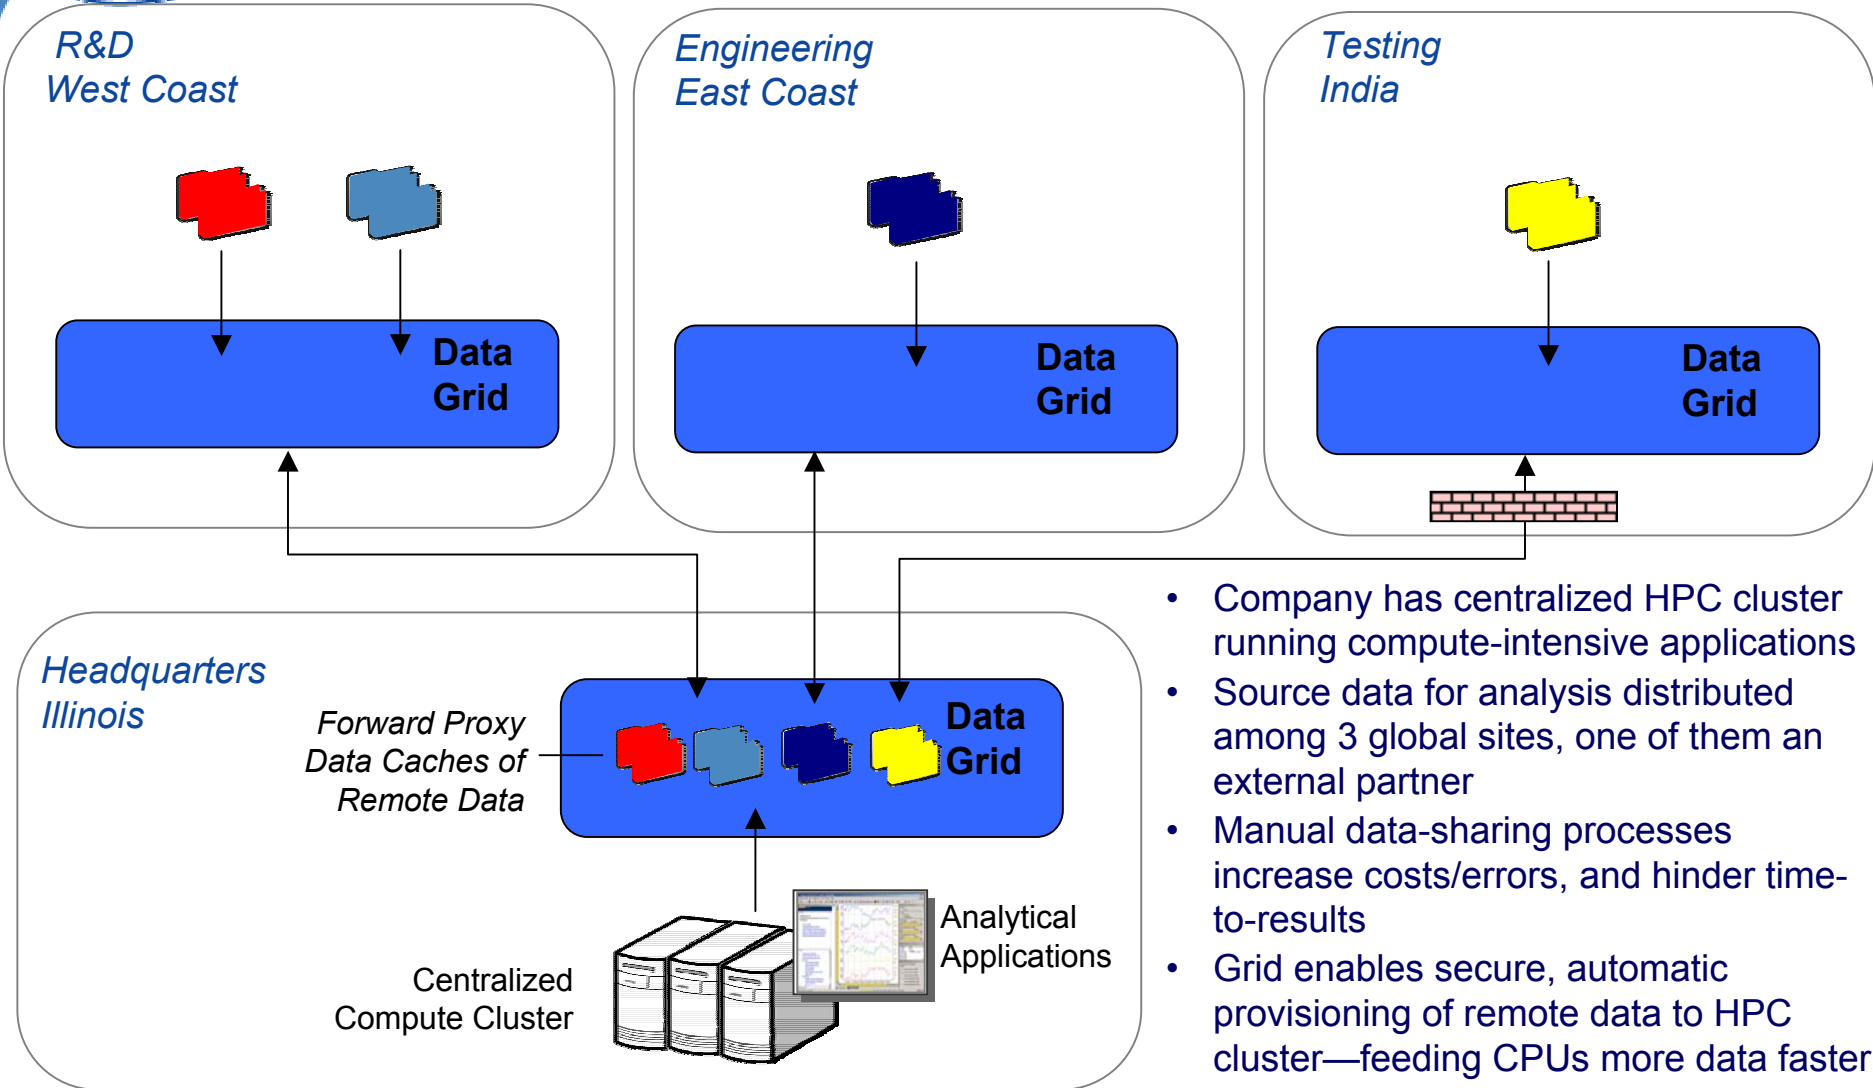 R&D
West Coast
Engineering
East Coast
Testing
India
Data
Grid
Data
Grid
Data
Grid
Headquarters
Illinois
Forward Proxy
Data Caches of
Remote Data
Data
Grid
Analytical
Applications
Centralized
Compute Cluster
• Company has centralized HPC cluster
running compute-intensive applications
• Source data for analysis distributed
among 3 global sites, one of them an
external partner
• Manual data-sharing processes
increase costs/errors, and hinder time-
to-results
• Grid enables secure, automatic
provisioning of remote data to HPC
cluster—feeding CPUs more data faster